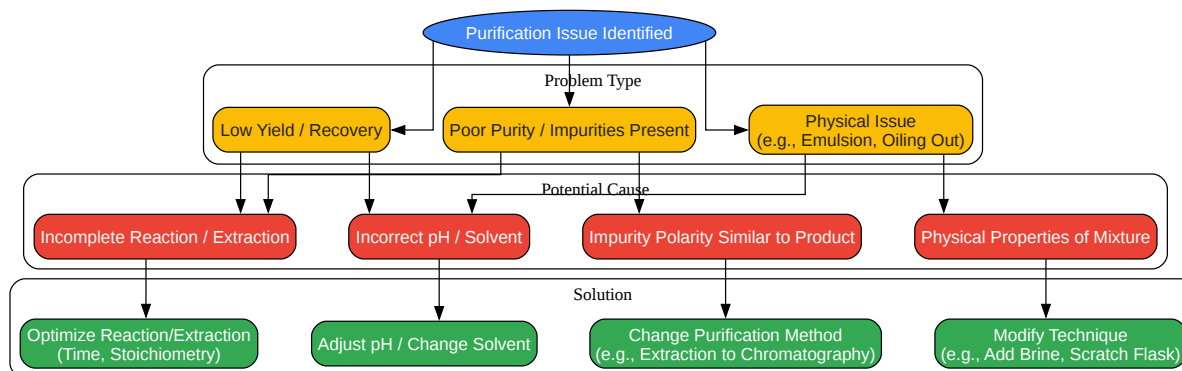 Purification Issue Identified
Problem Type
Low Yield / Recovery
Poor Purity / Impurities Present
Physical Issue
(e.g., Emulsion, Oiling Out)
Potential Cause
Incomplete Reaction / Extraction
Incorrect pH / Solvent
Impurity Polarity Similar to Product
Physical Properties of Mixture
Solution
Optimize Reaction/Extraction
(Time, Stoichiometry)
Adjust pH / Change Solvent
Change Purification Method
(e.g., Extraction to Chromatography)
Modify Technique
(e.g., Add Brine, Scratch Flask)